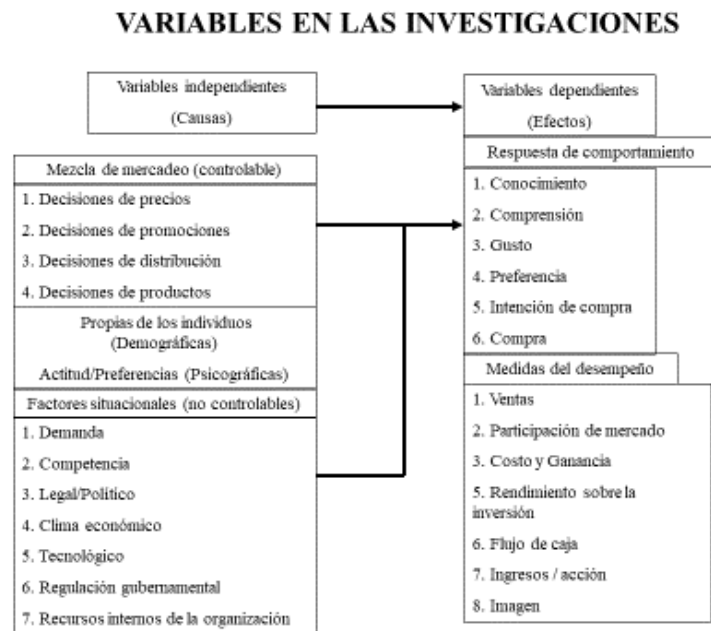 VARIABLES EN LAS INVESTIGACIONES
Variables independientes
(Causas)
Mezcla de mercadeo (controlable)
1. Decisiones de precios
2. Decisiones de promociones
3. Decisiones de distribución
4. Decisiones de productos
Propias de los individuos
(Demográficas)
Actitud/Preferencias (Psicográficas)
Factores situacionales (no controlables)
1. Demanda
2. Competencia
3. Legal/Político
4. Clima económico
5. Tecnológico
6. Regulación gubernamental
7. Recursos internos de la organización
Variables dependientes
(Efectos)
Respuesta de comportamiento
1. Conocimiento
2. Comprensión
3. Gusto
4. Preferencia
5. Intención de compra
6. Compra
Medidas del desempeño
1. Ventas
2. Participación de mercado
3. Costo y Ganancia
5. Rendimiento sobre la
inversión
6. Flujo de caja
7. Ingresos / acción
8. Imagen